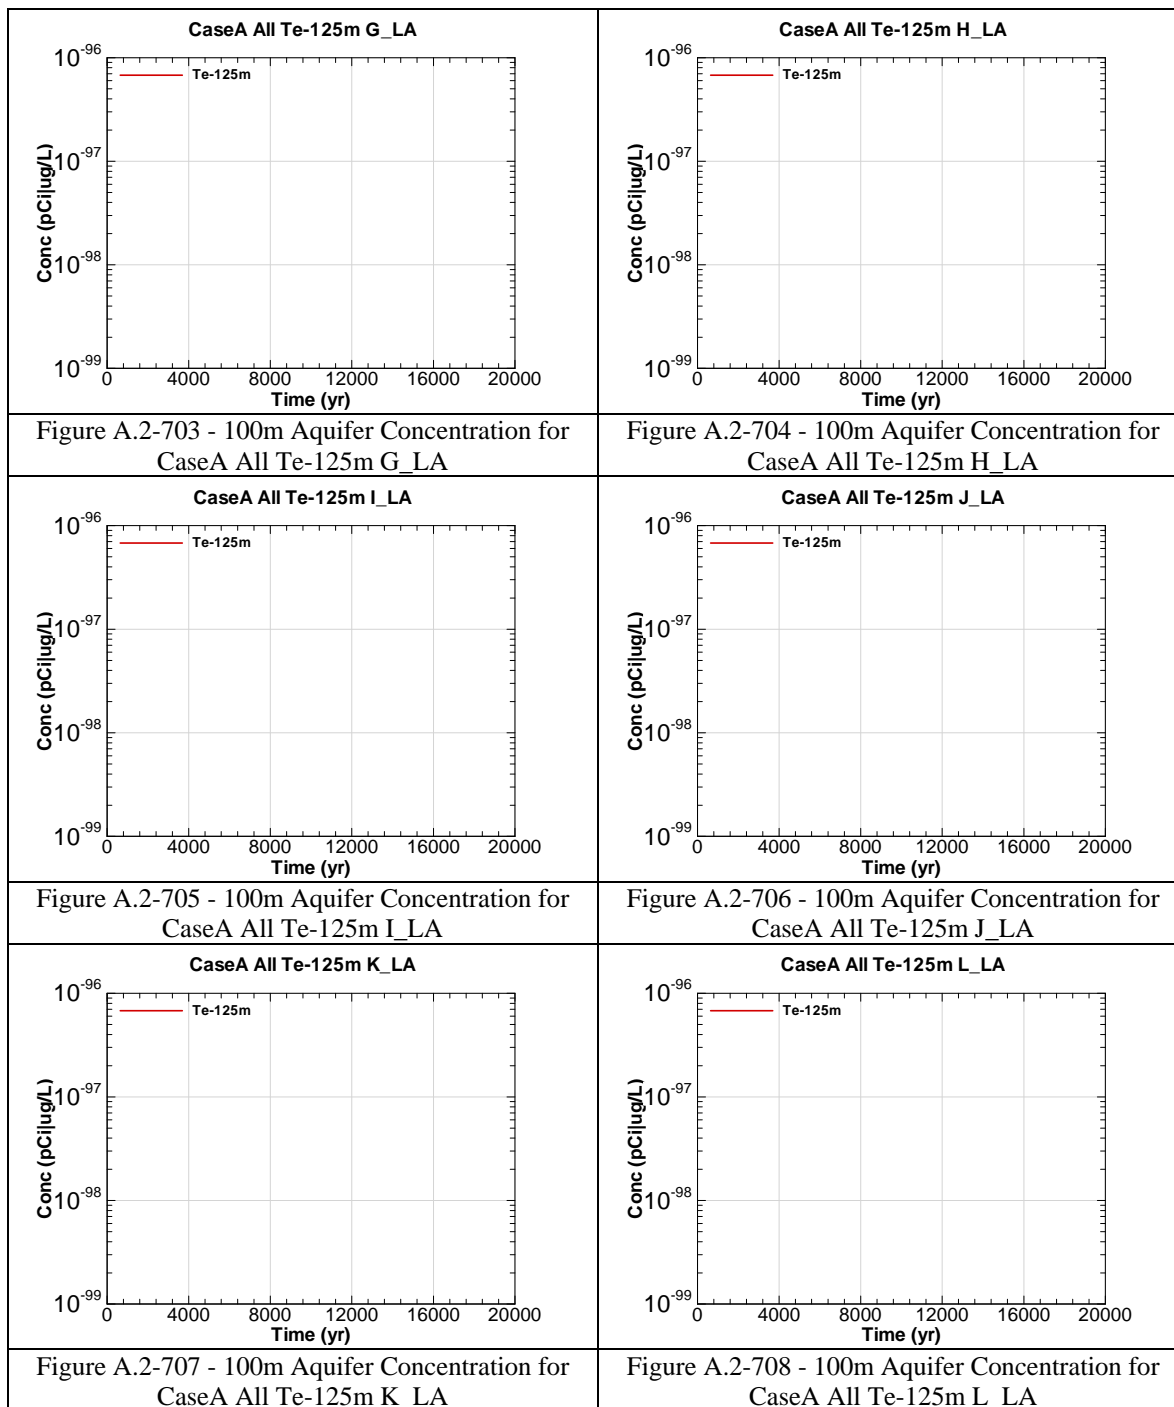 CaseA All Te-125m G_LA
Te-125m
10^-96
10^-97
10^-98
10^-99
Conc (pCi|ug/L)
0 4000 8000 12000 16000 20000
Time (yr)
Figure A.2-703 - 100m Aquifer Concentration for
CaseA All Te-125m G_LA
CaseA All Te-125m H_LA
Te-125m
10^-96
10^-97
10^-98
10^-99
Conc (pCi|ug/L)
0 4000 8000 12000 16000 20000
Time (yr)
Figure A.2-704 - 100m Aquifer Concentration for
CaseA All Te-125m H_LA
CaseA All Te-125m I_LA
Te-125m
10^-96
10^-97
10^-98
10^-99
Conc (pCi|ug/L)
0 4000 8000 12000 16000 20000
Time (yr)
Figure A.2-705 - 100m Aquifer Concentration for
CaseA All Te-125m I_LA
CaseA All Te-125m J_LA
Te-125m
10^-96
10^-97
10^-98
10^-99
Conc (pCi|ug/L)
0 4000 8000 12000 16000 20000
Time (yr)
Figure A.2-706 - 100m Aquifer Concentration for
CaseA All Te-125m J_LA
CaseA All Te-125m K_LA
Te-125m
10^-96
10^-97
10^-98
10^-99
Conc (pCi|ug/L)
0 4000 8000 12000 16000 20000
Time (yr)
Figure A.2-707 - 100m Aquifer Concentration for
CaseA All Te-125m K_LA
CaseA All Te-125m L_LA
Te-125m
10^-96
10^-97
10^-98
10^-99
Conc (pCi|ug/L)
0 4000 8000 12000 16000 20000
Time (yr)
Figure A.2-708 - 100m Aquifer Concentration for
CaseA All Te-125m L_LA